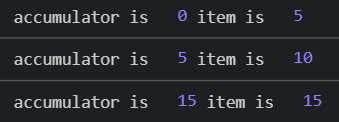 accumulator is 0 item is 5
accumulator is 5 item is 10
accumulator is 15 item is 15